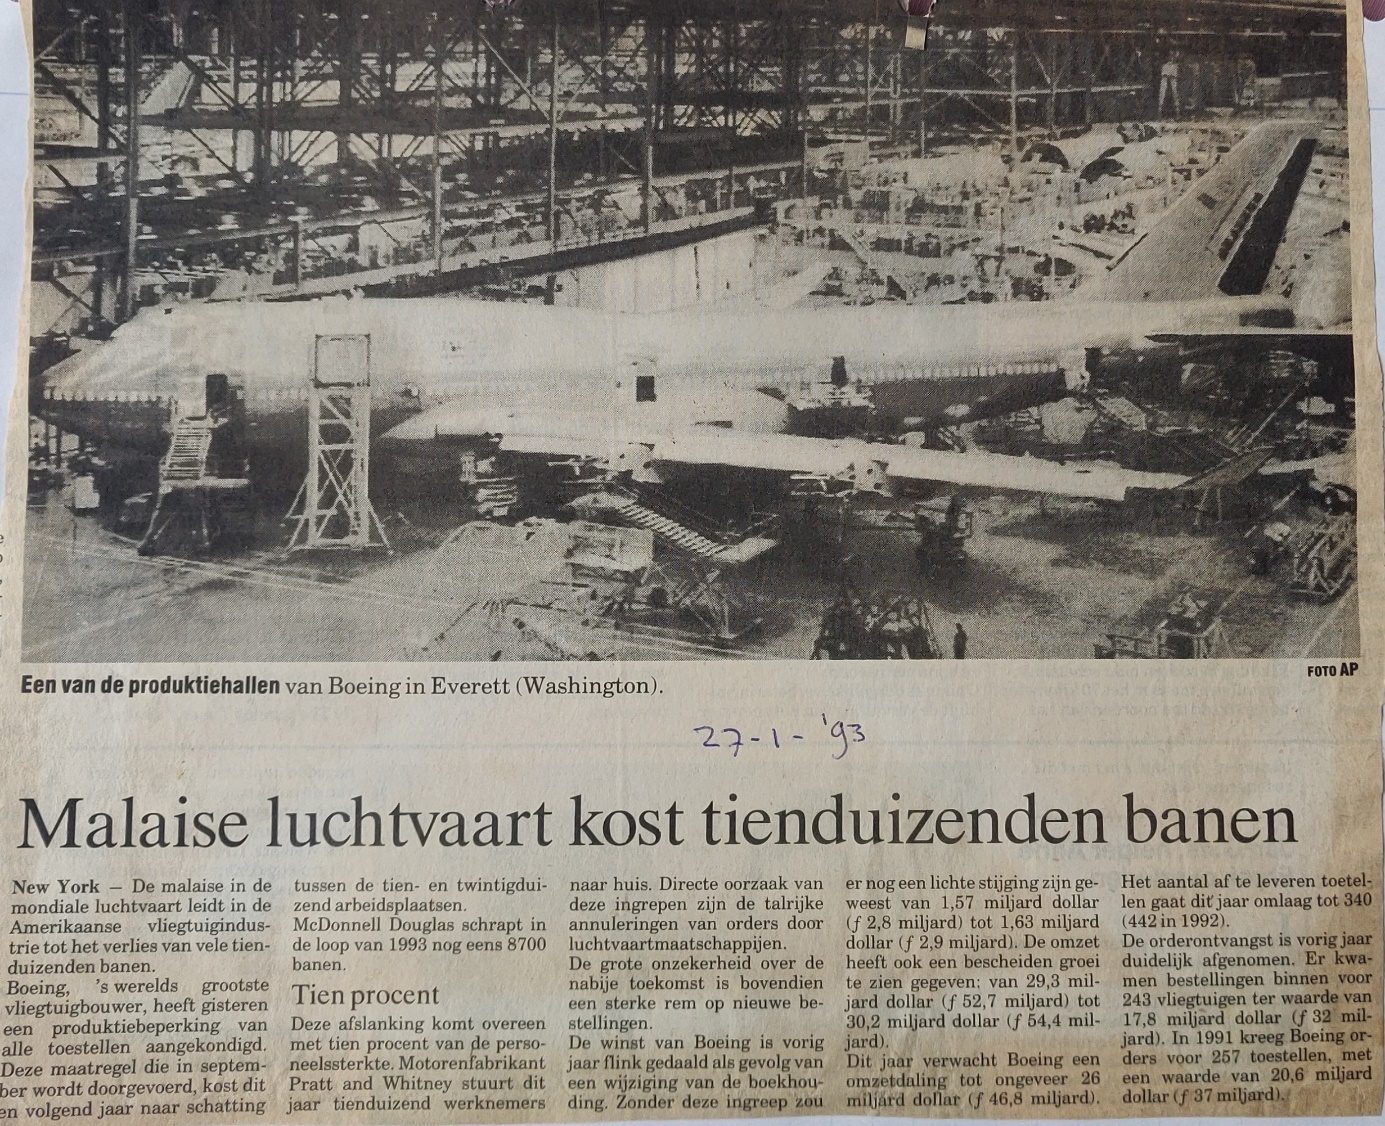 Een van de produktiehallen van Boeing in Everett (Washington).
FOTO AP
27-1-'93
Malaise luchtvaart kost tienduizenden banen
New York — De malaise in de
mondiale luchtvaart leidt in de
Amerikaanse vliegtuigindus-
trie tot het verlies van vele tien-
duizenden banen.
Boeing, 's werelds grootste
vliegtuigbouwer, heeft gisteren
een produktiebeperking van
alle toestellen aangekondigd.
Deze maatregel die in septem-
ber wordt doorgevoerd, kost dit
en volgend jaar naar schatting
tussen de tien- en twintigdui-
zend arbeidsplaatsen.
McDonnell Douglas schrapt in
de loop van 1993 nog eens 8700
banen.
Tien procent
Deze afslanking komt overeen
met tien procent van de perso-
neelssterkte. Motorenfabrikant
Pratt and Whitney stuurt dit
jaar tienduizend werknemers
naar huis. Directe oorzaak van
deze ingrepen zijn de talrijke
annuleringen van orders door
luchtvaartmaatschappijen.
De grote onzekerheid over de
nabije toekomst is bovendien
een sterke rem op nieuwe be-
stellingen.
De winst van Boeing is vorig
jaar flink gedaald als gevolg van
een wijziging van de boekhou-
ding. Zonder deze ingreep zou
er nog een lichte stijging zijn ge-
weest van 1,57 miljard dollar
(ƒ 2,8 miljard) tot 1,63 miljard
dollar (ƒ 2,9 miljard). De omzet
heeft ook een bescheiden groei
te zien gegeven: van 29,3 mil-
jard dollar (ƒ 52,7 miljard) tot
30,2 miljard dollar (ƒ 54,4 mil-
jard).
Dit jaar verwacht Boeing een
omzetdaling tot ongeveer 26
miljard dollar (ƒ 46,8 miljard).
Het aantal af te leveren toetel-
len gaat dit jaar omlaag tot 340
(442 in 1992).
De orderontvangst is vorig jaar
duidelijk afgenomen. Er kwa-
men bestellingen binnen voor
243 vliegtuigen ter waarde van
17,8 miljard dollar (ƒ 32 mil-
jard). In 1991 kreeg Boeing or-
ders voor 257 toestellen, met
een waarde van 20,6 miljard
dollar (ƒ 37 miljard).